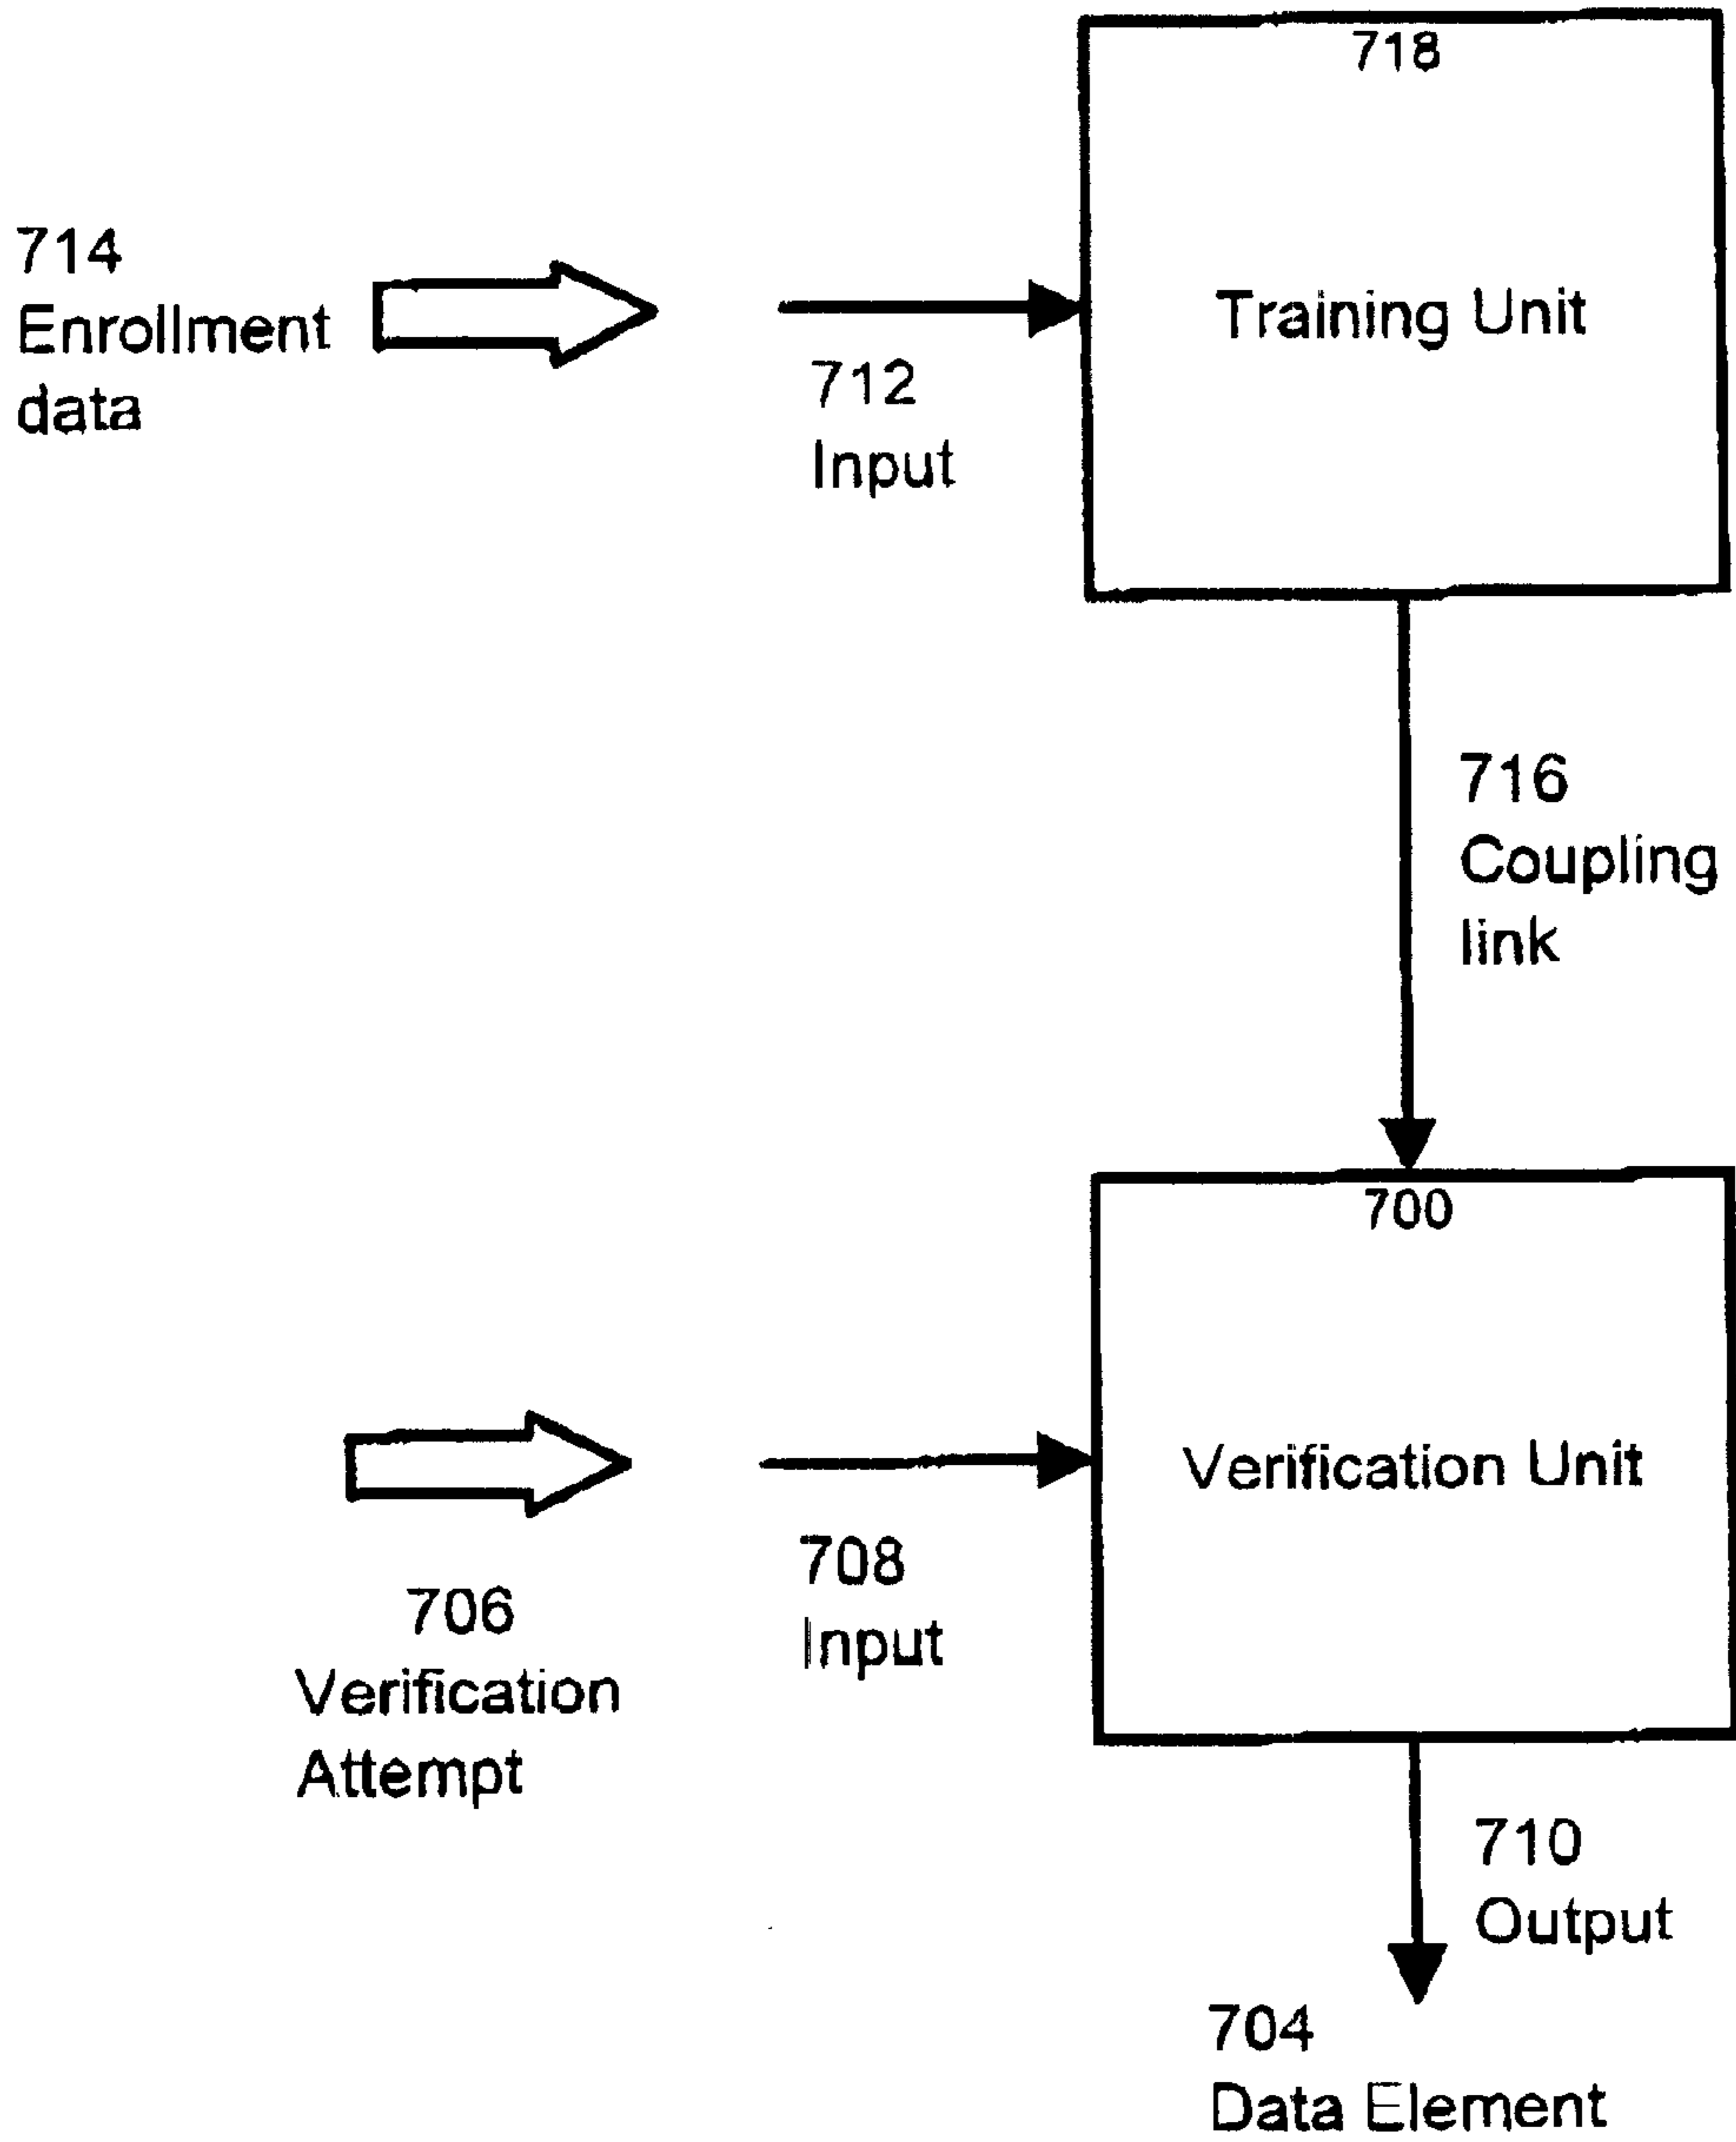 718
714
Enrollment
data
Training Unit
712
Input
716
Coupling
link
700
Verification Unit
708
Input
706
Verification
Attempt
710
Output
704
Data Element